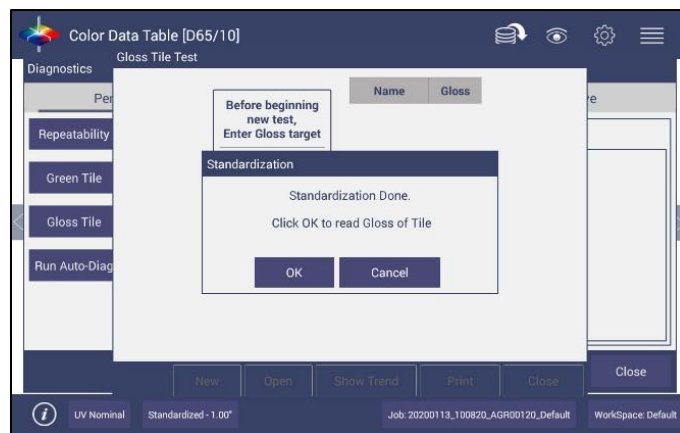 Color Data Table [D65/10]
Gloss Tile Test
Diagnostics
Name Gloss
Before beginning
new test,
Enter Gloss target
Repeatability
Standardization
Standardization Done.
Click OK to read Gloss of Tile
Green Tile
Gloss Tile
OK Cancel
Run Auto-Diag
New Open Show Trend Print Close
Close
i UV Nominal Standardized - 1.00" Job: 20200113_100820_AGR00120_Default WorkSpace: Default